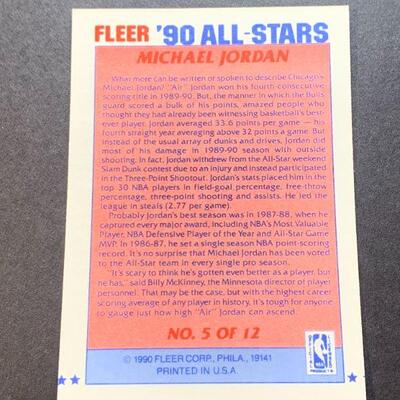 FLEER '90 ALL-STARS
MICHAEL JORDAN
What more can be written or spoken to describe Chicago's
Michael Jordan? "Air" Jordan won his fourth consecutive
scoring title in 1989-90. But, the manner in which the Bulls
guard scored a bulk of his points, amazed people who
thought they had already been witnessing basketball's best-
ever player. Jordan averaged 33.6 points per game — his
fourth straight year averaging above 32 points a game. But
instead of the usual array of dunks and drives, Jordan did
most of his damage in 1989-90 season with outside
shooting. In fact, Jordan withdrew from the All-Star weekend
Slam Dunk contest due to an injury and instead participated
in the Three-Point Shootout. Jordan's stats placed him in the
top 30 NBA players in field-goal percentage, free-throw
percentage, three-point shooting and assists. He led the
league in steals (2.77 per game).
Probably Jordan's best season was in 1987-88, when he
captured every major award, including NBA's Most Valuable
Player, NBA Defensive Player of the Year and All-Star Game
MVP. In 1986-87, he set a single season NBA point-scoring
record. It's no surprise that Michael Jordan has been voted
to the All-Star team in every single pro season.
"It's scary to think he's gotten even better as a player, but
he has," said Billy McKinney, the Minnesota director of player
personnel. That may be the case, but with the highest career
scoring average of any player in history. It's tough for anyone
to gauge just how high "Air" Jordan can ascend.
NO. 5 OF 12
© 1990 FLEER CORP., PHILA., 19141
PRINTED IN U.S.A.
NBA
OFFICIAL LICENSED
PRODUCTS